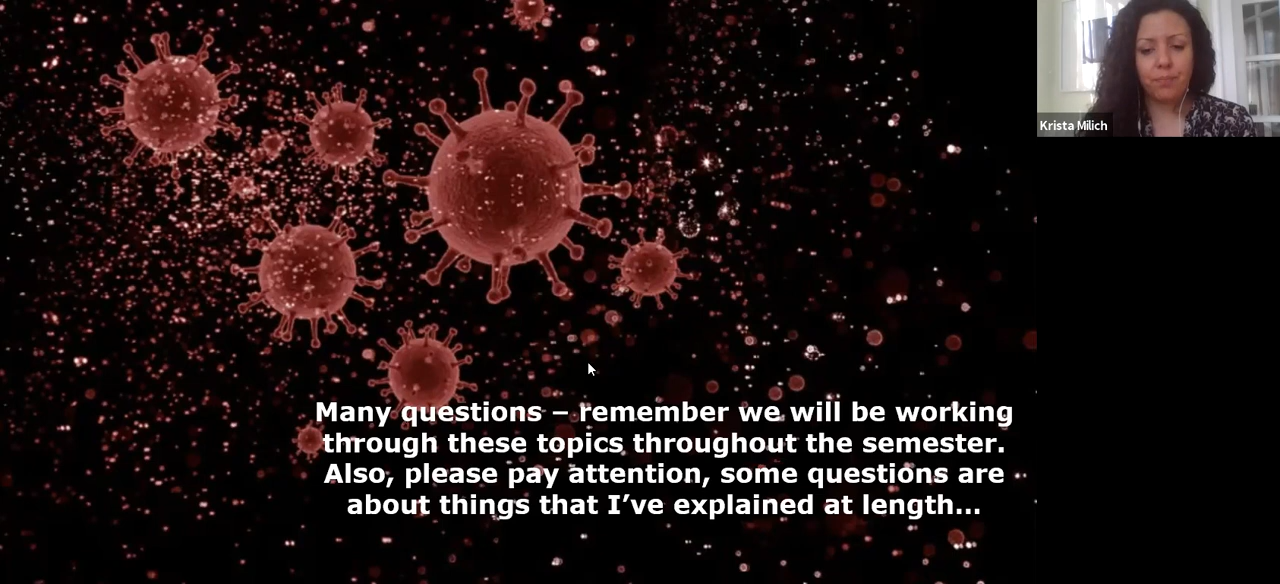 Krista Milich
Many questions – remember we will be working
through these topics throughout the semester.
Also, please pay attention, some questions are
about things that I’ve explained at length…